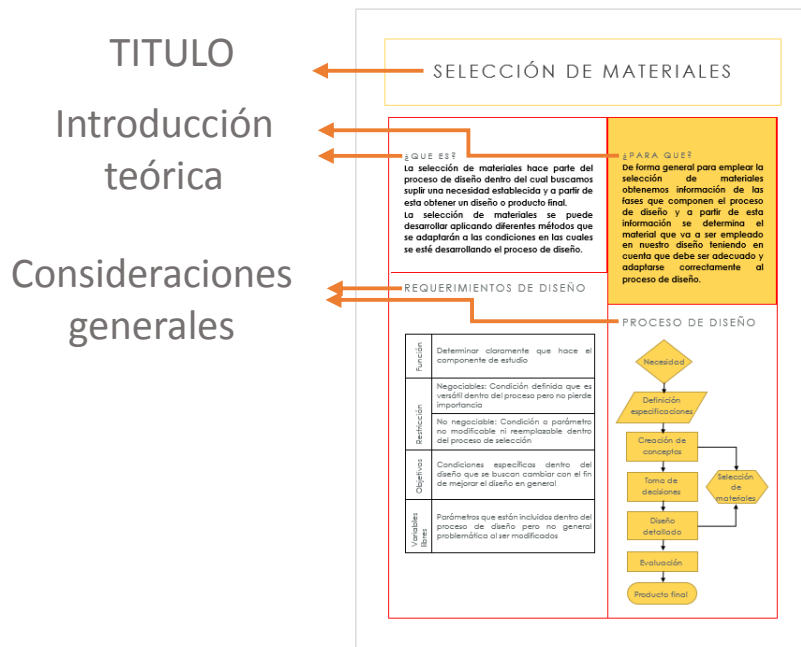 TITULO
Introducción
teórica
Consideraciones
generales
SELECCIÓN DE MATERIALES
¿QUE ES?
La selección de materiales hace parte del
proceso de diseño dentro del cual buscamos
suplir una necesidad establecida y a partir de
esta obtener un diseño o producto final.
La selección de materiales se puede
desarrollar aplicando diferentes métodos que
se adaptarán a las condiciones en las cuales
se esté desarrollando el proceso de diseño.
¿PARA QUE?
De forma general para emplear la
selección de materiales
obtenemos información de las
fases que componen el proceso
de diseño y a partir de esta
información se determina el
material que va a ser empleado
en nuestro diseño teniendo en
cuenta que debe ser adecuado y
adaptarse correctamente al
proceso de diseño.
REQUERIMIENTOS DE DISEÑO
Función
Determinar claramente que hace el
componente de estudio
Restricción
Negociables: Condición definida que es
versátil dentro del proceso pero no pierde
importancia
No negociable: Condición o parámetro
no modificable ni reemplazable dentro
del proceso de selección
Objetivos
Condiciones específicas dentro del
diseño que se buscan cambiar con el fin
de mejorar el diseño en general
Variables
libres
Parámetros que están incluidos dentro del
proceso de diseño pero no general
problemática al ser modificados
PROCESO DE DISEÑO
Necesidad
Definición
especificaciones
Creación de
conceptos
Toma de
decisiones
Selección
de
materiales
Diseño
detallado
Evaluación
Producto final